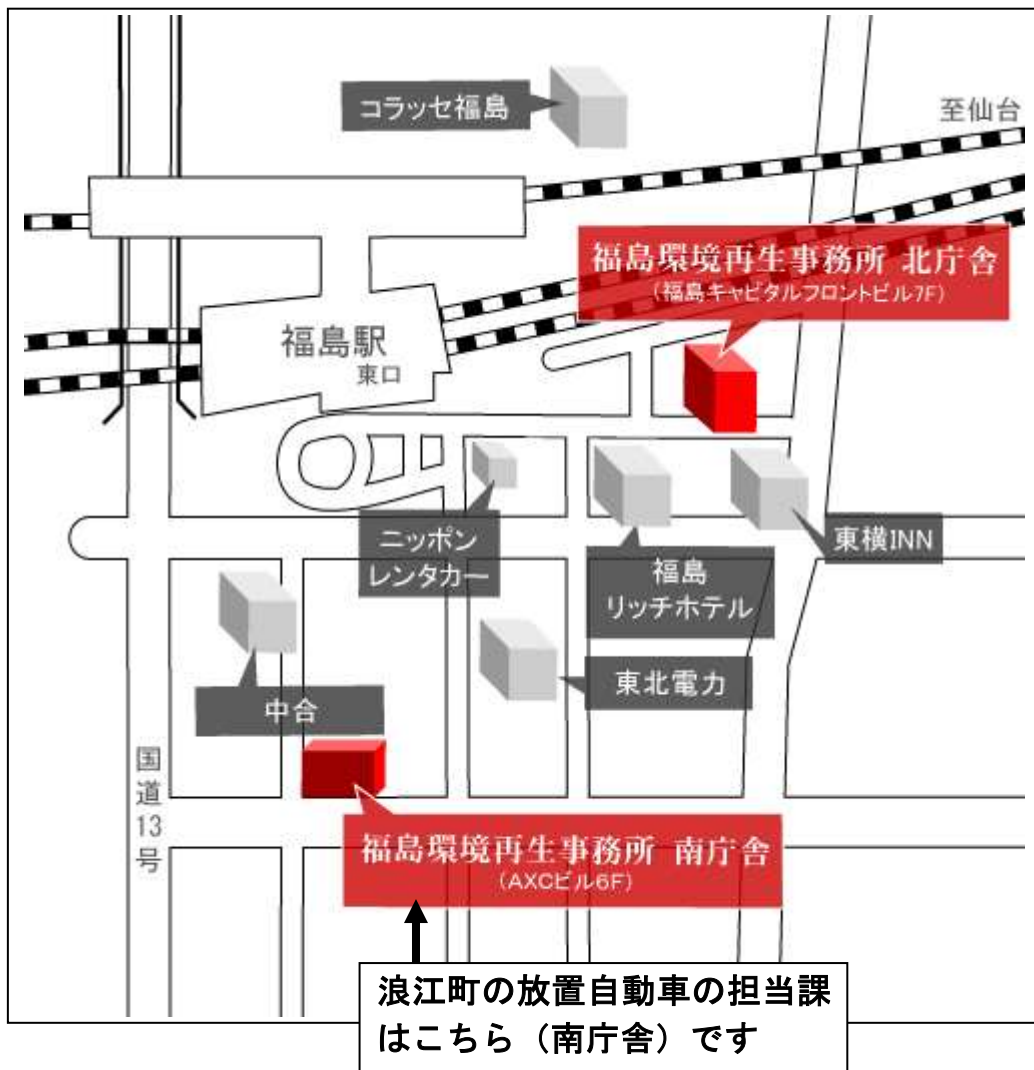 コラッセ福島
至仙台
福島環境再生事務所 北庁舎
(福島キャピタルフロントビル7F)
福島駅
東口
ニッポン
レンタカー
福島
リッチホテル
東横INN
東北電力
中合
国道13号
福島環境再生事務所 南庁舎
(AXCビル6F)
浪江町の放置自動車の担当課
はこちら（南庁舎）です